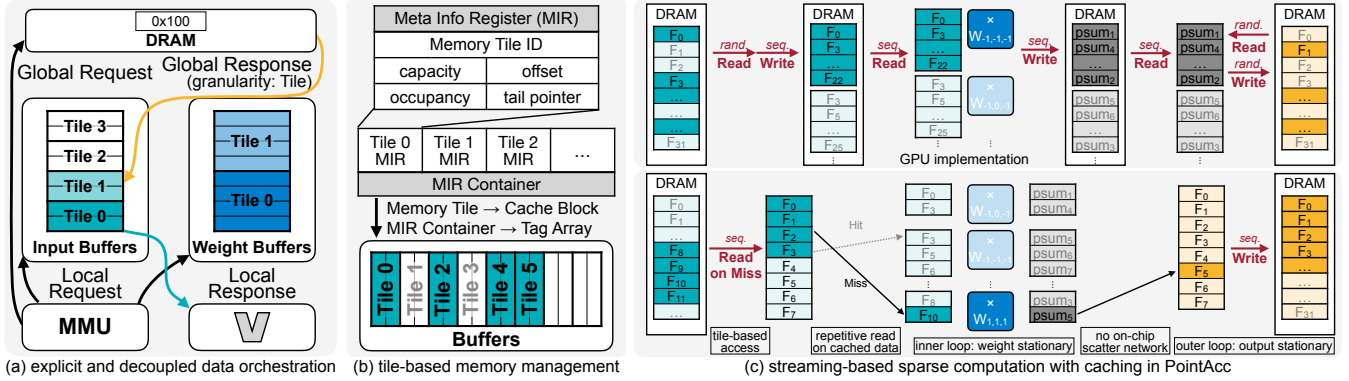 0x100
DRAM
Global Request
Global Response
(granularity: Tile)
Tile 3
Tile 2
Tile 1
Tile 0
Input Buffers
Tile 1
Tile 0
Weight Buffers
Local
Request
Local
Response
MMU
(a) explicit and decoupled data orchestration
Meta Info Register (MIR)
Memory Tile ID
capacity
offset
occupancy
tail pointer
Tile 0
MIR
Tile 1
MIR
Tile 2
MIR
...
MIR Container
Memory Tile → Cache Block
MIR Container → Tag Array
Tile 0
Tile 1
Tile 2
Tile 3
Tile 4
Tile 5
Buffers
(b) tile-based memory management
DRAM
F0
F1
F2
F3
...
...
...
F31
rand.
Read
seq.
Write
DRAM
F0
F3
...
F22
F3
F5
...
F25
⋮
seq.
Read
F0
F3
...
F22
F3
F5
...
F25
⋮
×
W-1,-1,-1
×
W-1,0,-1
⋮
GPU implementation
seq.
Write
DRAM
psum1
psum4
...
psum2
psum5
psum6
...
psum3
⋮
seq.
Read
psum1
psum4
...
psum2
psum5
psum6
...
psum3
⋮
rand.
Read
rand.
Write
DRAM
F0
F1
F2
F3
...
...
...
F31
DRAM
F0
F1
...
F8
F9
F10
F11
...
seq.
Read
on Miss
F0
F1
F2
F3
F4
F5
F6
F7
Hit
Miss
F0
F3
F3
F5
F6
⋮
F8
F10
×
W-1,0,-1
×
W-1,-1,-1
⋮
×
W1,1,1
psum1
psum4
psum5
psum6
psum7
⋮
psum3
psum5
F0
F1
F2
F3
F4
F5
F6
F7
seq.
Write
DRAM
F0
F1
F2
F3
...
...
...
F31
tile-based
access
repetitive read
on cached data
inner loop: weight stationary
no on-chip
scatter network
outer loop: output stationary
(c) streaming-based sparse computation with caching in PointAcc